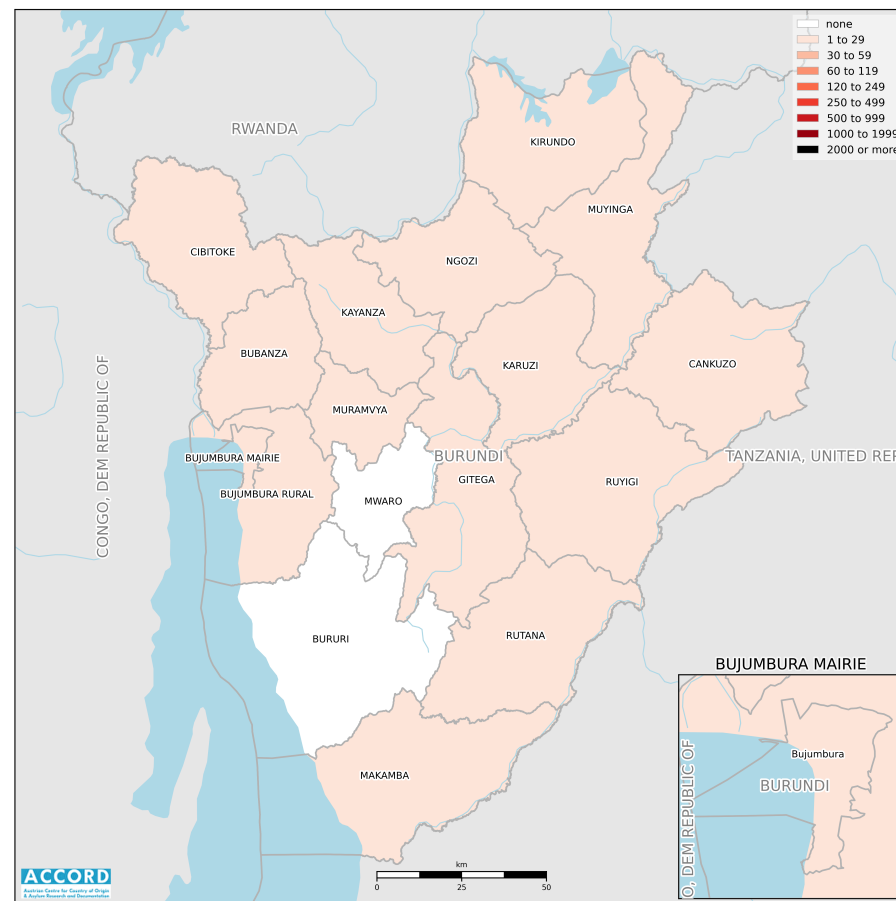 none
1 to 29
30 to 59
60 to 119
120 to 249
250 to 499
500 to 999
1000 to 1999
2000 or more
RWANDA
KIRUNDO
MUYINGA
CIBITOKE
NGOZI
KAYANZA
BUBANZA
KARUZI
CANKUZO
MURAMVYA
CONGO, DEM REPUBLIC OF
BUJUMBURA MAIRIE
BURUNDI
TANZANIA, UNITED RE
GITEGA
RUYIGI
BUJUMBURA RURAL
MWARO
BURURI
RUTANA
MAKAMBA
BUJUMBURA MAIRIE
Bujumbura
BURUNDI
O, DEM REPUBLIC OF
km
0 25 50
ACCORD
Austrian Centre for Country of Origin
& Asylum Research and Documentation